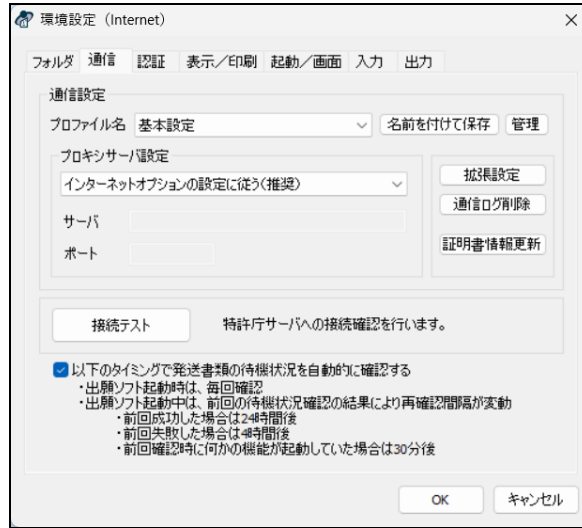 環境設定 (Internet)
フォルダ 通信 認証 表示／印刷 起動／画面 入力 出力
通信設定
プロファイル名 基本設定 名前を付けて保存 管理
プロキシサーバ設定
インターネットオプションの設定に従う(推奨)
サーバ
ポート
拡張設定
通信ログ削除
証明書情報更新
接続テスト 特許庁サーバへの接続確認を行います。
以下のタイミングで発送書類の待機状況を自動的に確認する
・出願ソフト起動時は、毎回確認
・出願ソフト起動中は、前回の待機状況確認の結果により再確認間隔が変動
・前回成功した場合は24時間後
・前回失敗した場合は4時間後
・前回確認時に何かの機能が起動していた場合は30分後
OK キャンセル